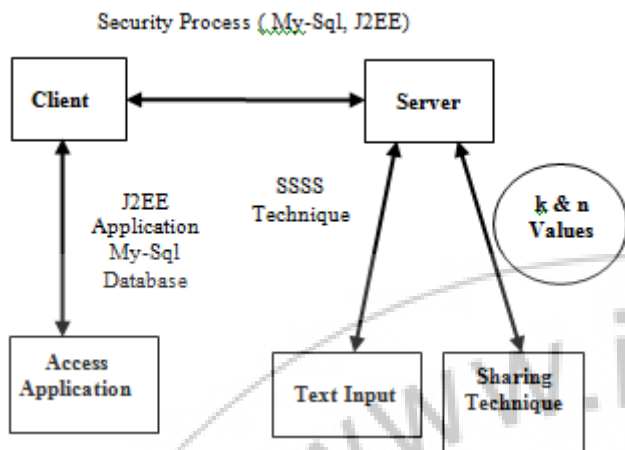 Security Process ( My-Sql, J2EE)
Client
Server
J2EE
Application
My-Sql
Database
SSSS
Technique
k & n
Values
Access
Application
Text Input
Sharing
Technique
www.i